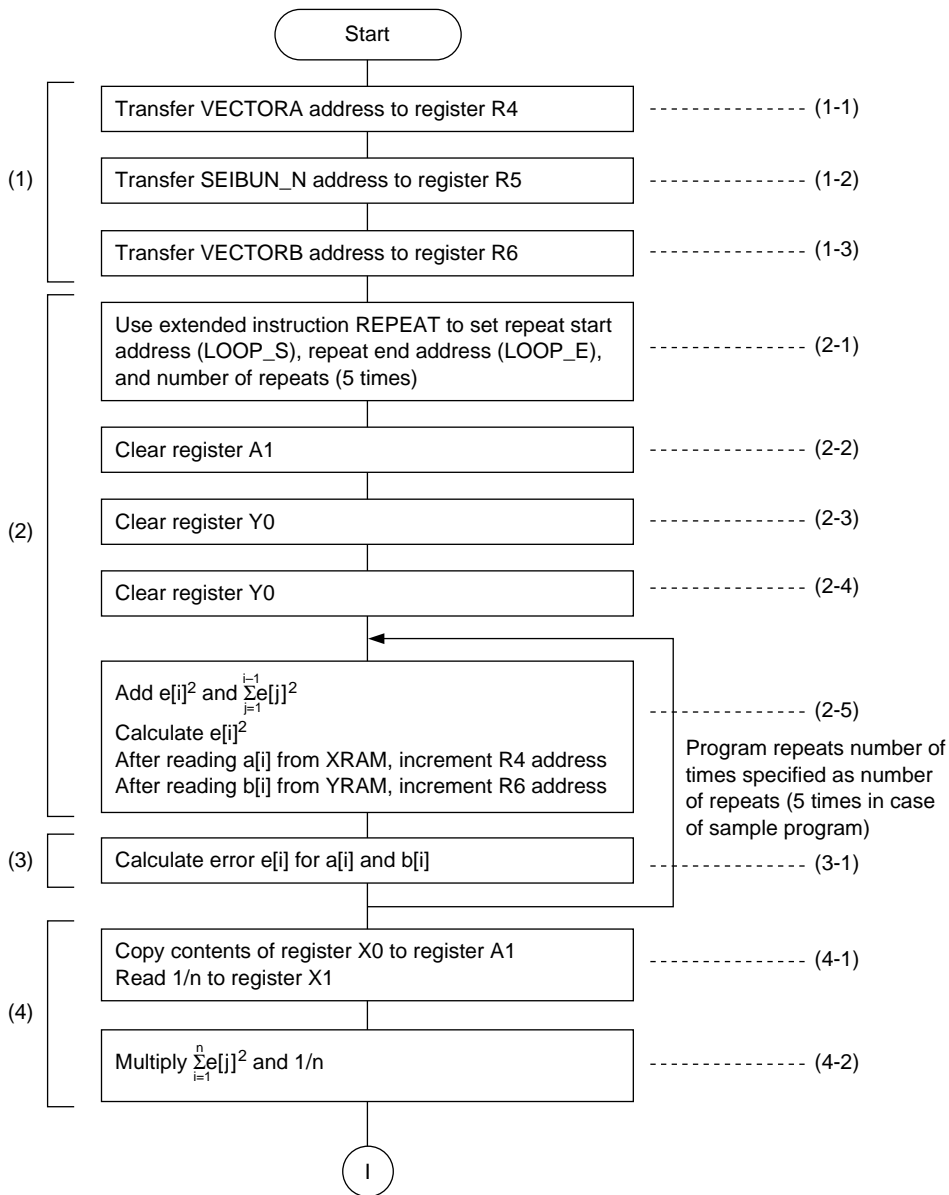 Start
(1)
Transfer VECTORA address to register R4
(1-1)
Transfer SEIBUN_N address to register R5
(1-2)
Transfer VECTORB address to register R6
(1-3)
(2)
Use extended instruction REPEAT to set repeat start
address (LOOP_S), repeat end address (LOOP_E),
and number of repeats (5 times)
(2-1)
Clear register A1
(2-2)
Clear register Y0
(2-3)
Clear register Y0
(2-4)
Add e[i]² and Σ_{j=1}^{i–1}e[j]²
Calculate e[i]²
After reading a[i] from XRAM, increment R4 address
After reading b[i] from YRAM, increment R6 address
(2-5)
Program repeats number of
times specified as number
of repeats (5 times in case
of sample program)
(3)
Calculate error e[i] for a[i] and b[i]
(3-1)
(4)
Copy contents of register X0 to register A1
Read 1/n to register X1
(4-1)
Multiply Σ_{i=1}^{n}e[j]² and 1/n
(4-2)
I